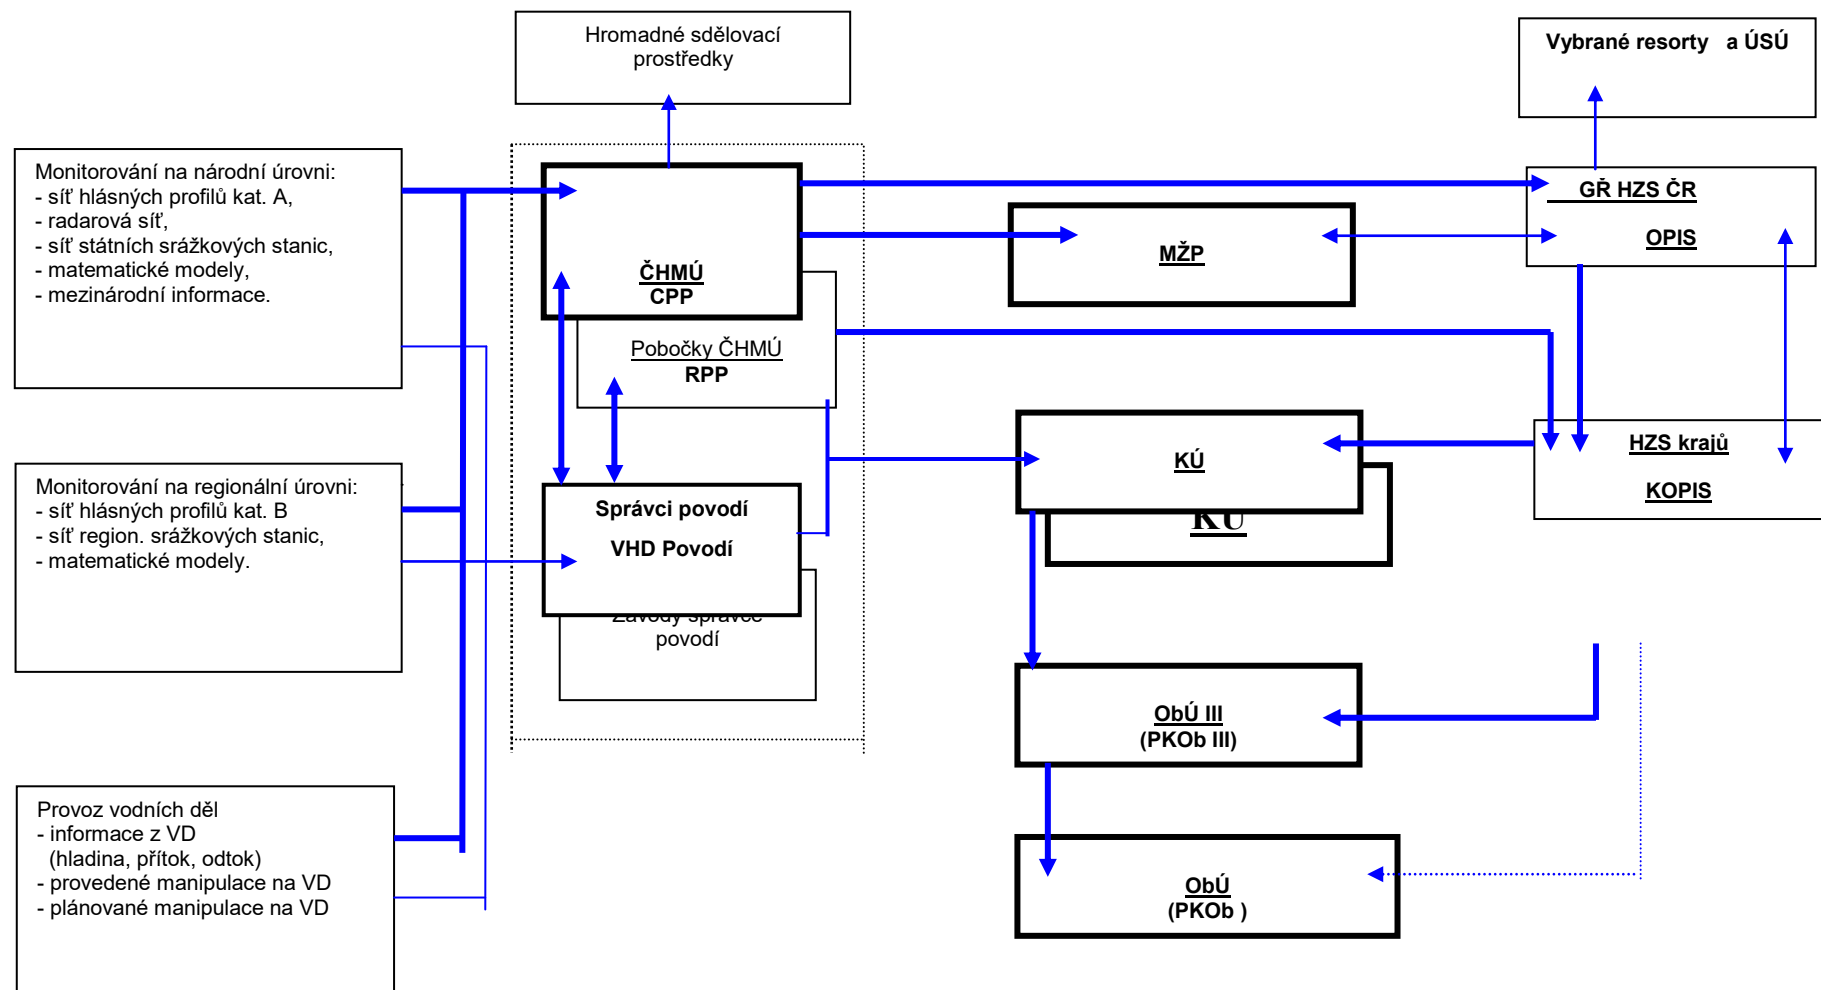 Hromadné sdělovací
prostředky
Vybrané resorty a ÚSÚ
Monitorování na národní úrovni:
- síť hlásných profilů kat. A,
- radarová síť,
- síť státních srážkových stanic,
- matematické modely,
- mezinárodní informace.
ČHMÚ
CPP
MŽP
GŘ HZS ČR
OPIS
Pobočky ČHMÚ
RPP
Monitorování na regionální úrovni:
- síť hlásných profilů kat. B
- síť region. srážkových stanic,
- matematické modely.
Správci povodí
VHD Povodí
Závody správce
povodí
KÚ
KÚ
HZS krajů
KOPIS
ObÚ III
(PKOb III)
Provoz vodních děl
- informace z VD
(hladina, přítok, odtok)
- provedené manipulace na VD
- plánované manipulace na VD
ObÚ
(PKOb )